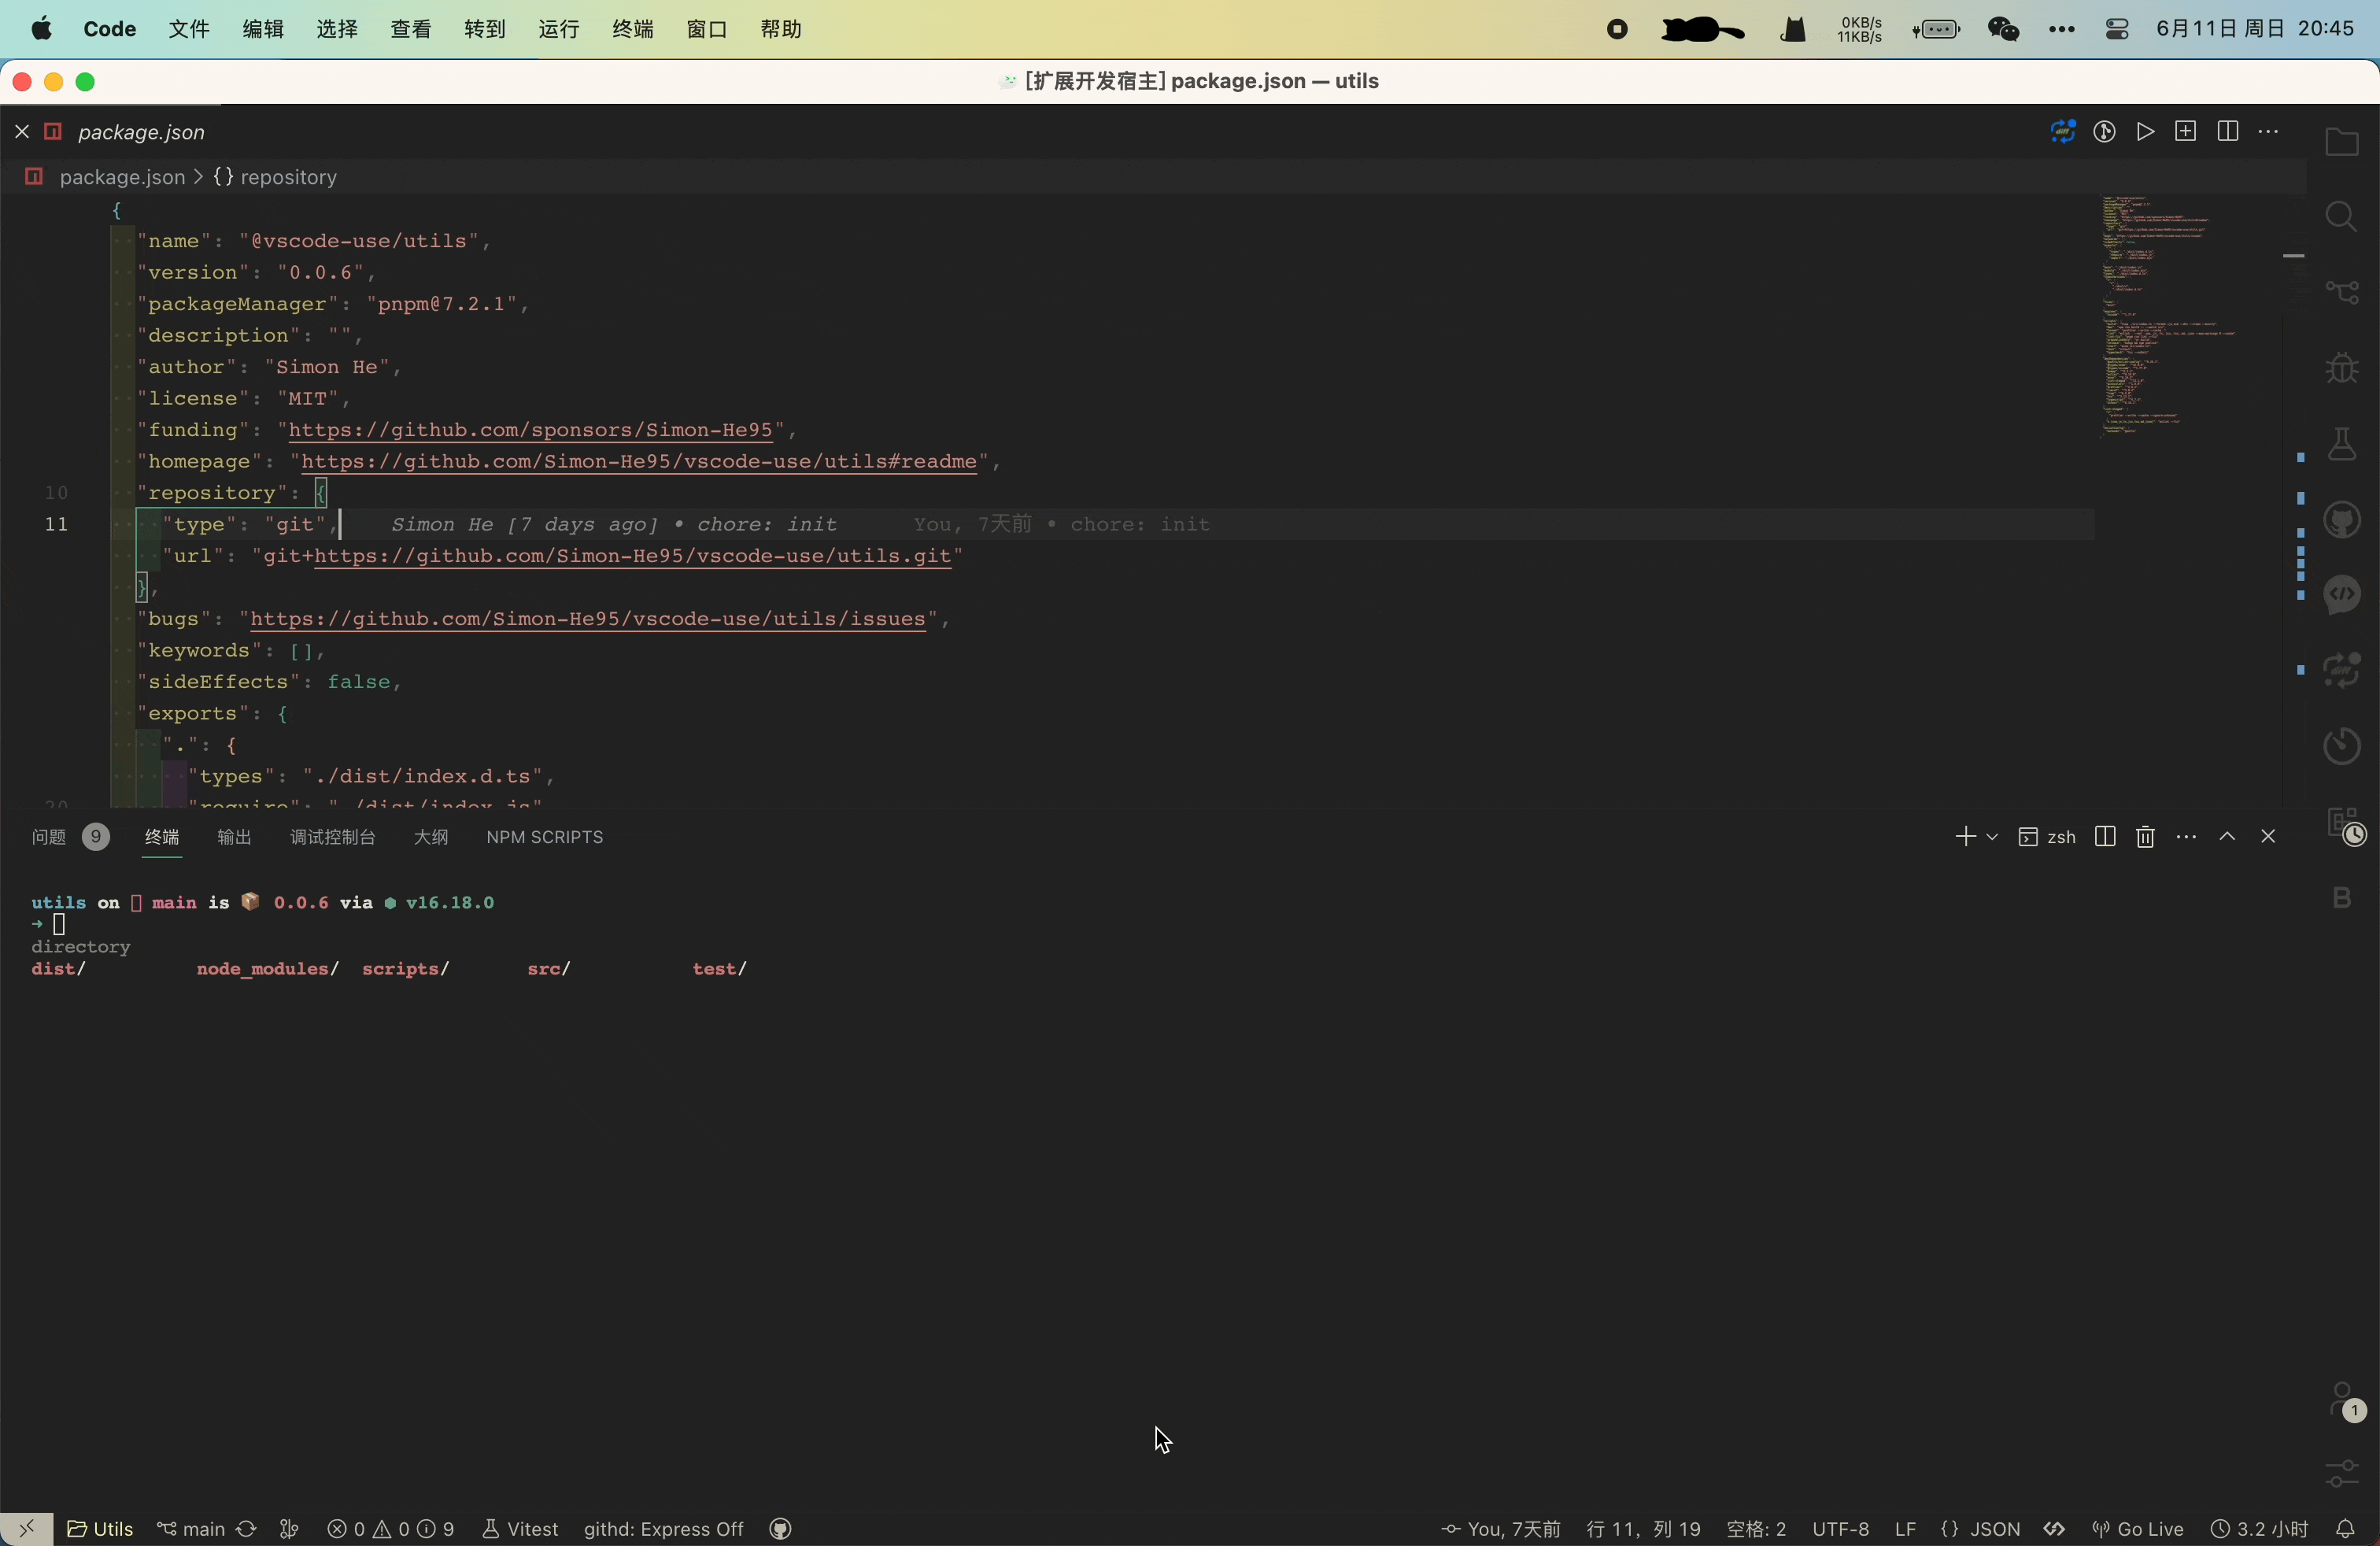 Code 文件 编辑 选择 查看 转到 运行 终端 窗口 帮助 0KB/s 11KB/s 6月11日 周日 20:45
[扩展开发宿主] package.json — utils
package.json
package.json > {} repository
{
"name": "@vscode-use/utils",
"version": "0.0.6",
"packageManager": "pnpm@7.2.1",
"description": "",
"author": "Simon He",
"license": "MIT",
"funding": "https://github.com/sponsors/Simon-He95",
"homepage": "https://github.com/Simon-He95/vscode-use/utils#readme",
10 "repository": {
11 "type": "git", Simon He [7 days ago] • chore: init You, 7天前 • chore: init
"url": "git+https://github.com/Simon-He95/vscode-use/utils.git"
},
"bugs": "https://github.com/Simon-He95/vscode-use/utils/issues",
"keywords": [],
"sideEffects": false,
"exports": {
".": {
"types": "./dist/index.d.ts",
20 "require": "./dist/index.js"
问题 9 终端 输出 调试控制台 大纲 NPM SCRIPTS zsh
utils on main is 📦 0.0.6 via ⬢ v16.18.0
→
directory
dist/ node_modules/ scripts/ src/ test/
B
1
Utils main 0 0 9 Vitest githd: Express Off You, 7天前 行 11, 列 19 空格: 2 UTF-8 LF {} JSON Go Live 3.2 小时